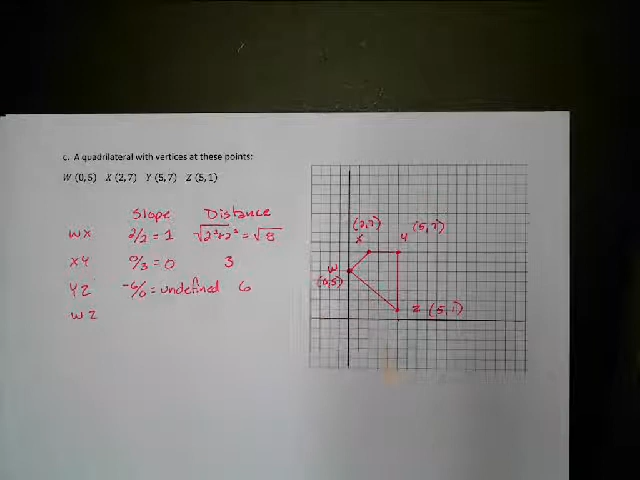 c. A quadrilateral with vertices at these points:
W (0,5) X (2,7) Y (5,7) Z (5,1)
Slope Distance
WX 2/2 = 1 √2²+2² = √8
XY 0/3 = 0 3
YZ -6/0 = undefined 6
WZ
(2,7) (5,7)
X Y
W
(0,5)
Z (5,1)